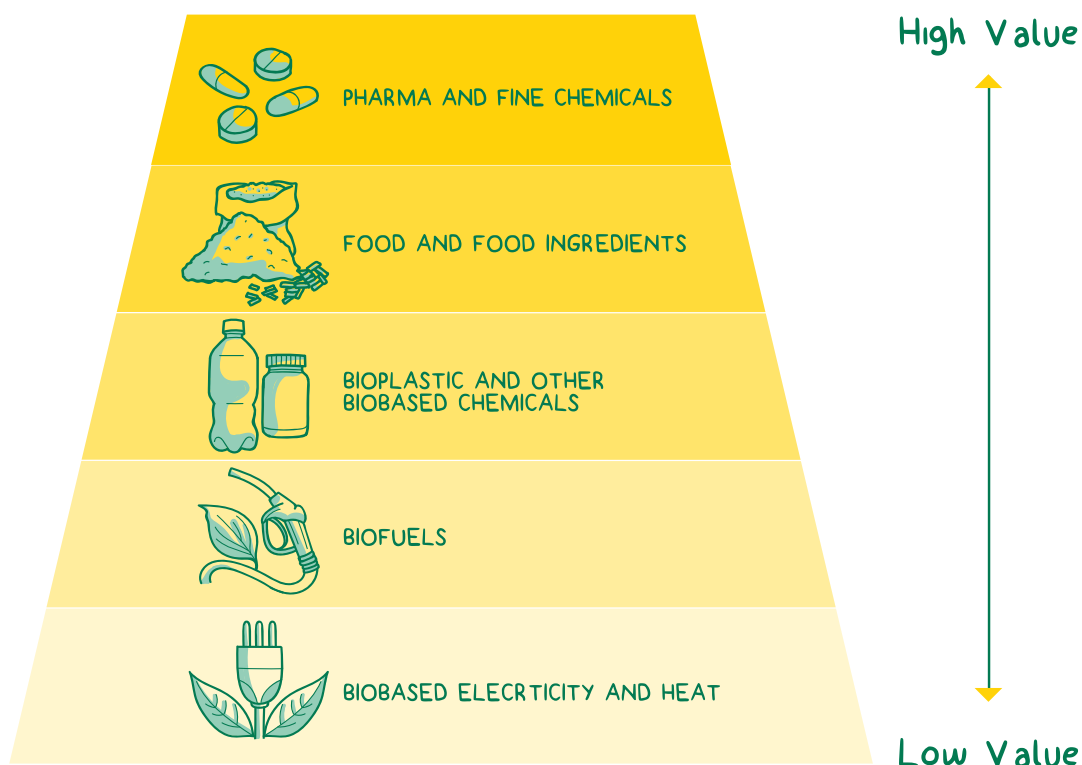 High Value
PHARMA AND FINE CHEMICALS
FOOD AND FOOD INGREDIENTS
BIOPLASTIC AND OTHER
BIOBASED CHEMICALS
BIOFUELS
BIOBASED ELECRTICITY AND HEAT
Low Value